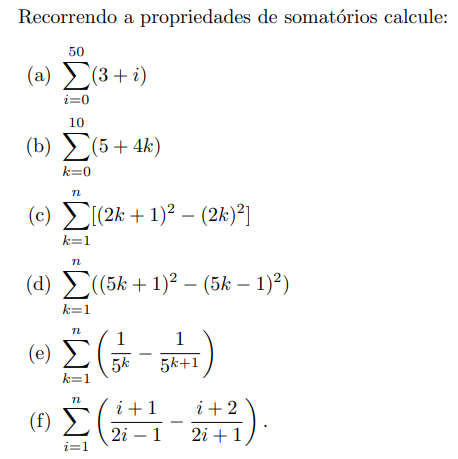 Recorrendo a propriedades de somatórios calcule:
(a) $\sum_{i=0}^{50}(3+i)$
(b) $\sum_{k=0}^{10}(5+4k)$
(c) $\sum_{k=1}^{n}[(2k+1)^2-(2k)^2]$
(d) $\sum_{k=1}^{n}((5k+1)^2-(5k-1)^2)$
(e) $\sum_{k=1}^{n}\left(\frac{1}{5^k}-\frac{1}{5^{k+1}}\right)$
(f) $\sum_{i=1}^{n}\left(\frac{i+1}{2i-1}-\frac{i+2}{2i+1}\right).$